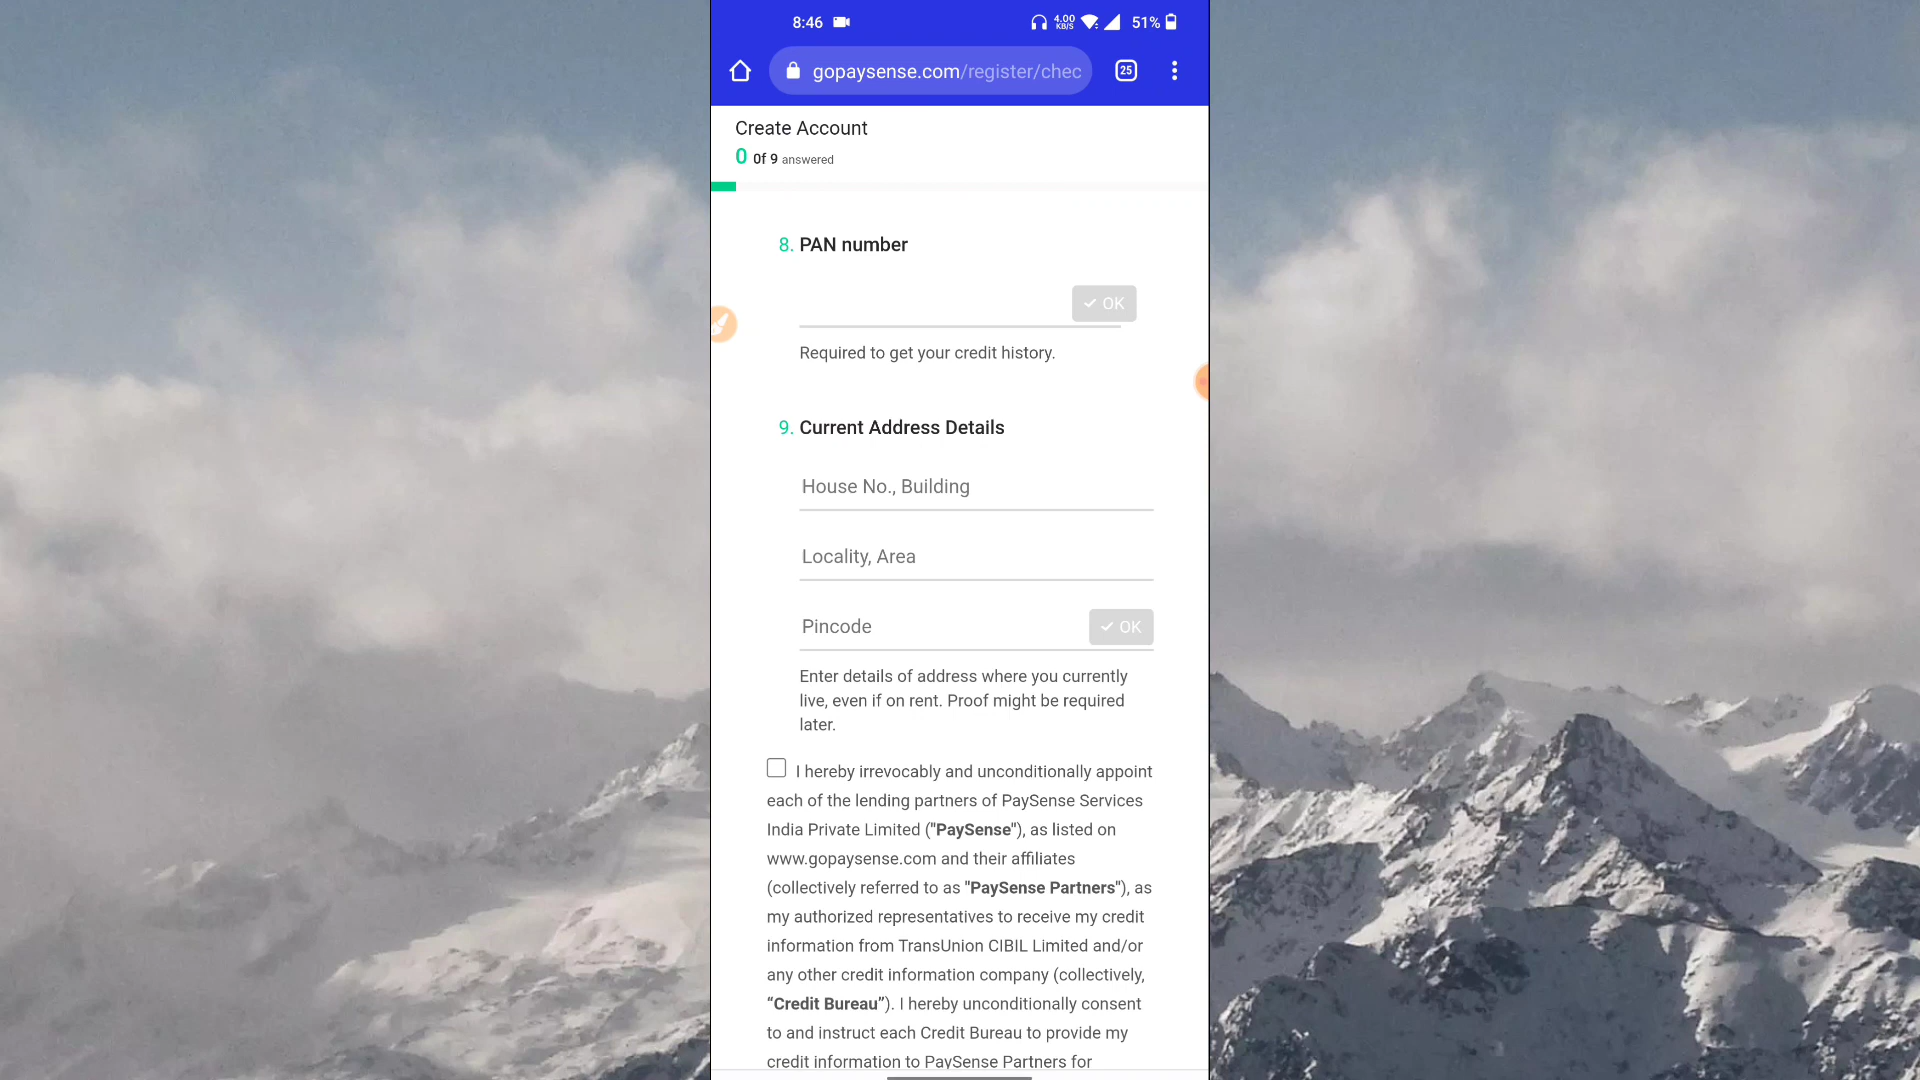 8:46
4.00
KB/S
51%
gopaysense.com/register/chec
25
Create Account
0 Of 9 answered
8. PAN number
OK
Required to get your credit history.
9. Current Address Details
House No., Building
Locality, Area
Pincode
OK
Enter details of address where you currently
live, even if on rent. Proof might be required
later.
I hereby irrevocably and unconditionally appoint
each of the lending partners of PaySense Services
India Private Limited ("PaySense"), as listed on
www.gopaysense.com and their affiliates
(collectively referred to as "PaySense Partners"), as
my authorized representatives to receive my credit
information from TransUnion CIBIL Limited and/or
any other credit information company (collectively,
“Credit Bureau”). I hereby unconditionally consent
to and instruct each Credit Bureau to provide my
credit information to PaySense Partners for